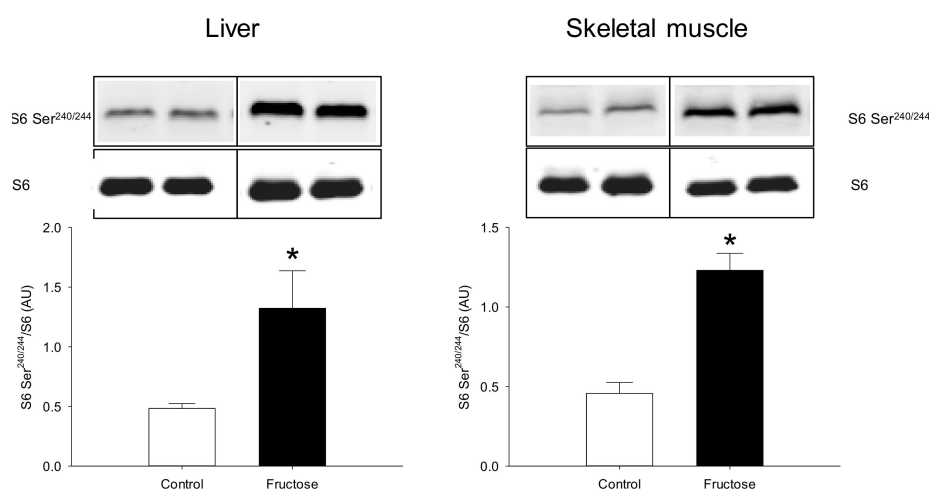 Liver
S6 Ser240/244
S6
2.0
1.5
1.0
0.5
0.0
S6 Ser240/244/S6 (AU)
*
Control
Fructose
Skeletal muscle
S6 Ser240/244
S6
1.5
1.0
0.5
0.0
S6 Ser240/244/S6 (AU)
*
Control
Fructose